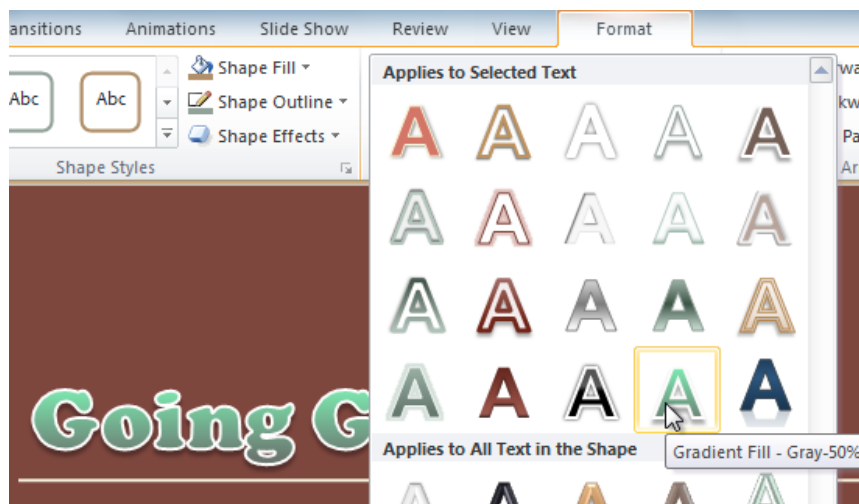 ansitions Animations Slide Show Review View Format
Abc Abc Shape Fill
Shape Outline
Shape Effects
Shape Styles
Applies to Selected Text
A A A A A
A A A A A
A A A A A
A A A A A
Going G
Gradient Fill - Gray-50%
Applies to All Text in the Shape
A A A A A